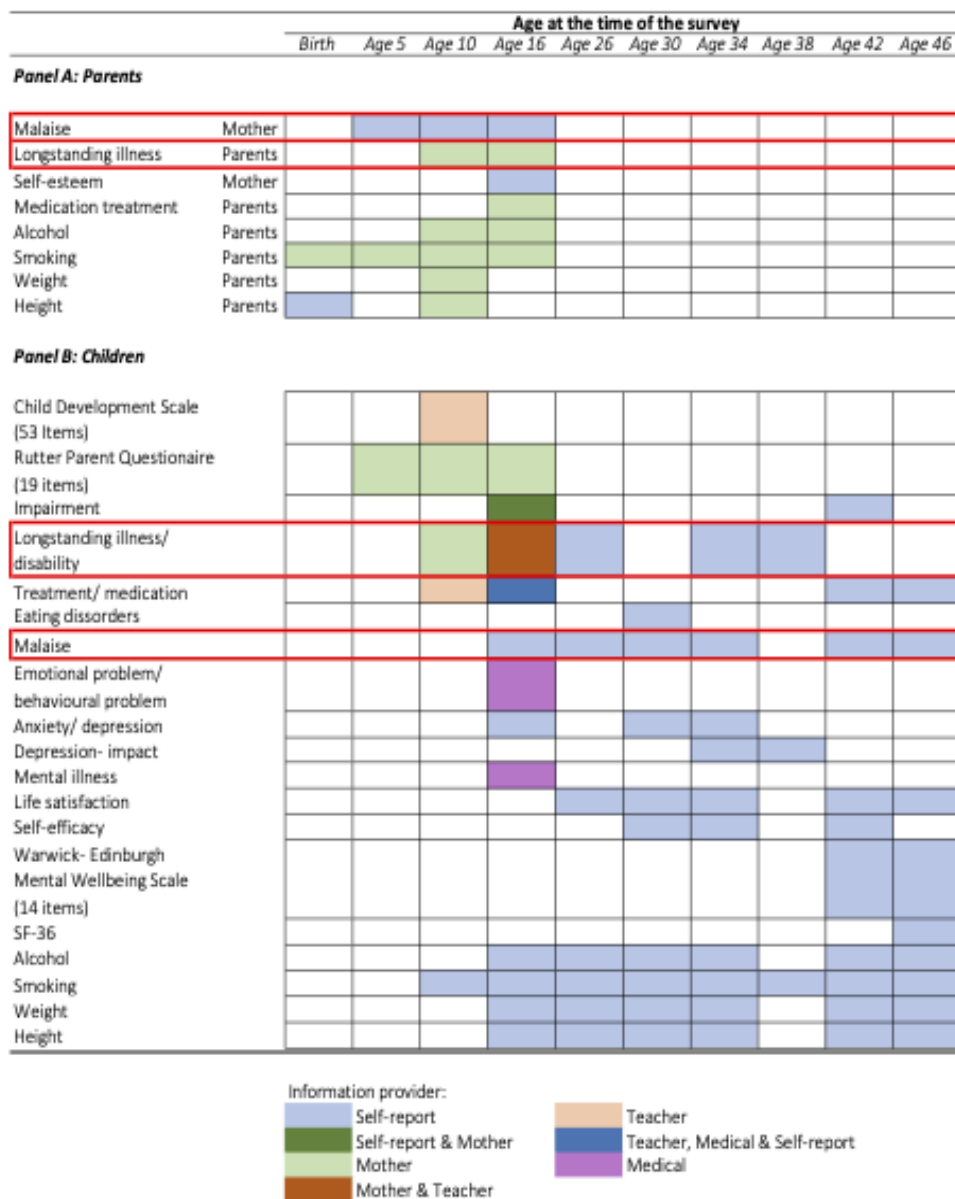 Age at the time of the survey
Birth Age 5 Age 10 Age 16 Age 26 Age 30 Age 34 Age 38 Age 42 Age 46
Panel A: Parents
Malaise Mother
Longstanding illness Parents
Self-esteem Mother
Medication treatment Parents
Alcohol Parents
Smoking Parents
Weight Parents
Height Parents
Panel B: Children
Child Development Scale
(53 Items)
Rutter Parent Questionaire
(19 items)
Impairment
Longstanding illness/
disability
Treatment/ medication
Eating dissorders
Malaise
Emotional problem/
behavioural problem
Anxiety/ depression
Depression- impact
Mental illness
Life satisfaction
Self-efficacy
Warwick- Edinburgh
Mental Wellbeing Scale
(14 items)
SF-36
Alcohol
Smoking
Weight
Height
Information provider:
Self-report Teacher
Self-report & Mother Teacher, Medical & Self-report
Mother Medical
Mother & Teacher